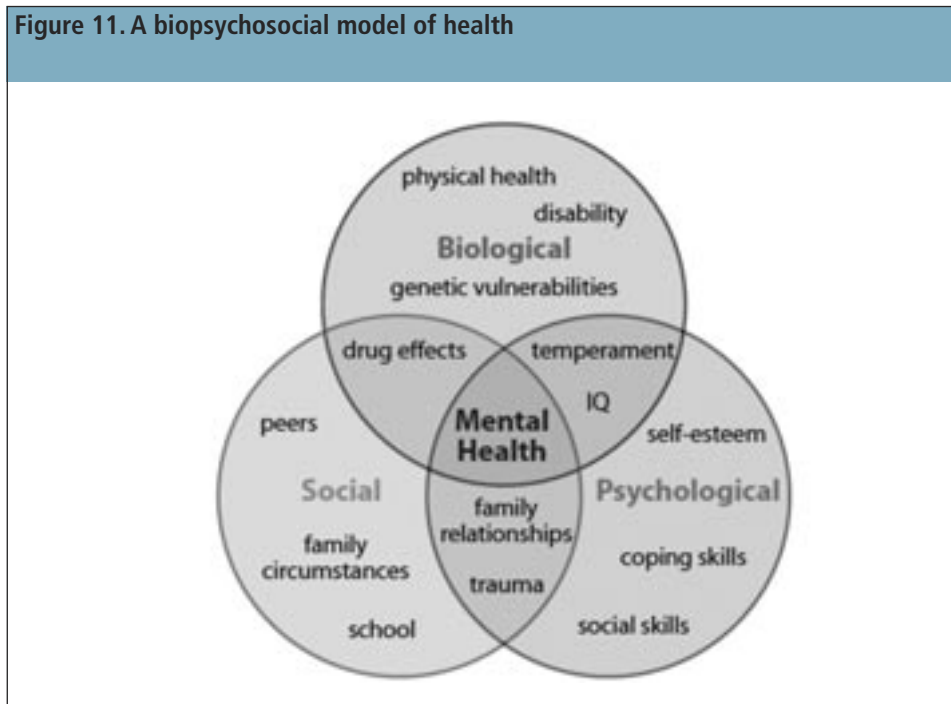 Figure 11. A biopsychosocial model of health
physical health
disability
Biological
genetic vulnerabilities
drug effects
temperament
IQ
Mental
Health
peers
self-esteem
Social
Psychological
family
relationships
family
circumstances
coping skills
trauma
school
social skills